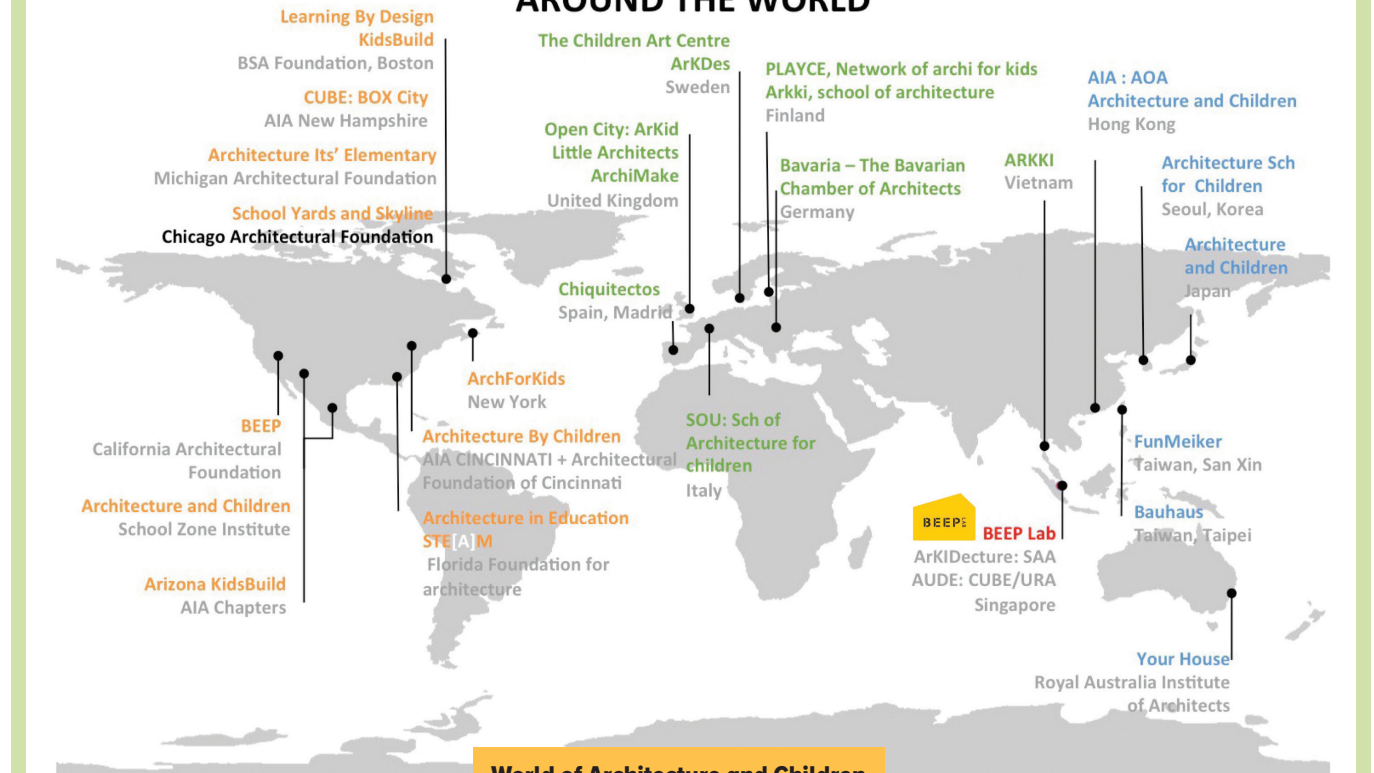 AROUND THE WORLD
Learning By Design
KidsBuild
BSA Foundation, Boston
CUBE: BOX City
AIA New Hampshire
Architecture Its' Elementary
Michigan Architectural Foundation
School Yards and Skyline
Chicago Architectural Foundation
The Children Art Centre
ArKDes
Sweden
PLAYCE, Network of archi for kids
Arkki, school of architecture
Finland
Open City: ArKid
Little Architects
ArchiMake
United Kingdom
Bavaria – The Bavarian
Chamber of Architects
Germany
ARKKI
Vietnam
AIA : AOA
Architecture and Children
Hong Kong
Architecture Sch
for Children
Seoul, Korea
Architecture
and Children
Japan
Chiquitectos
Spain, Madrid
ArchForKids
New York
BEEP
California Architectural
Foundation
Architecture and Children
School Zone Institute
Arizona KidsBuild
AIA Chapters
Architecture By Children
AIA CINCINNATI + Architectural
Foundation of Cincinnati
Architecture in Education
STE[A]M
Florida Foundation for
architecture
SOU: Sch of
Architecture for
children
Italy
FunMeiker
Taiwan, San Xin
Bauhaus
Taiwan, Taipei
BEEP
BEEP Lab
ArKIDecture: SAA
AUDE: CUBE/URA
Singapore
Your House
Royal Australia Institute
of Architects
World of Architecture and Children